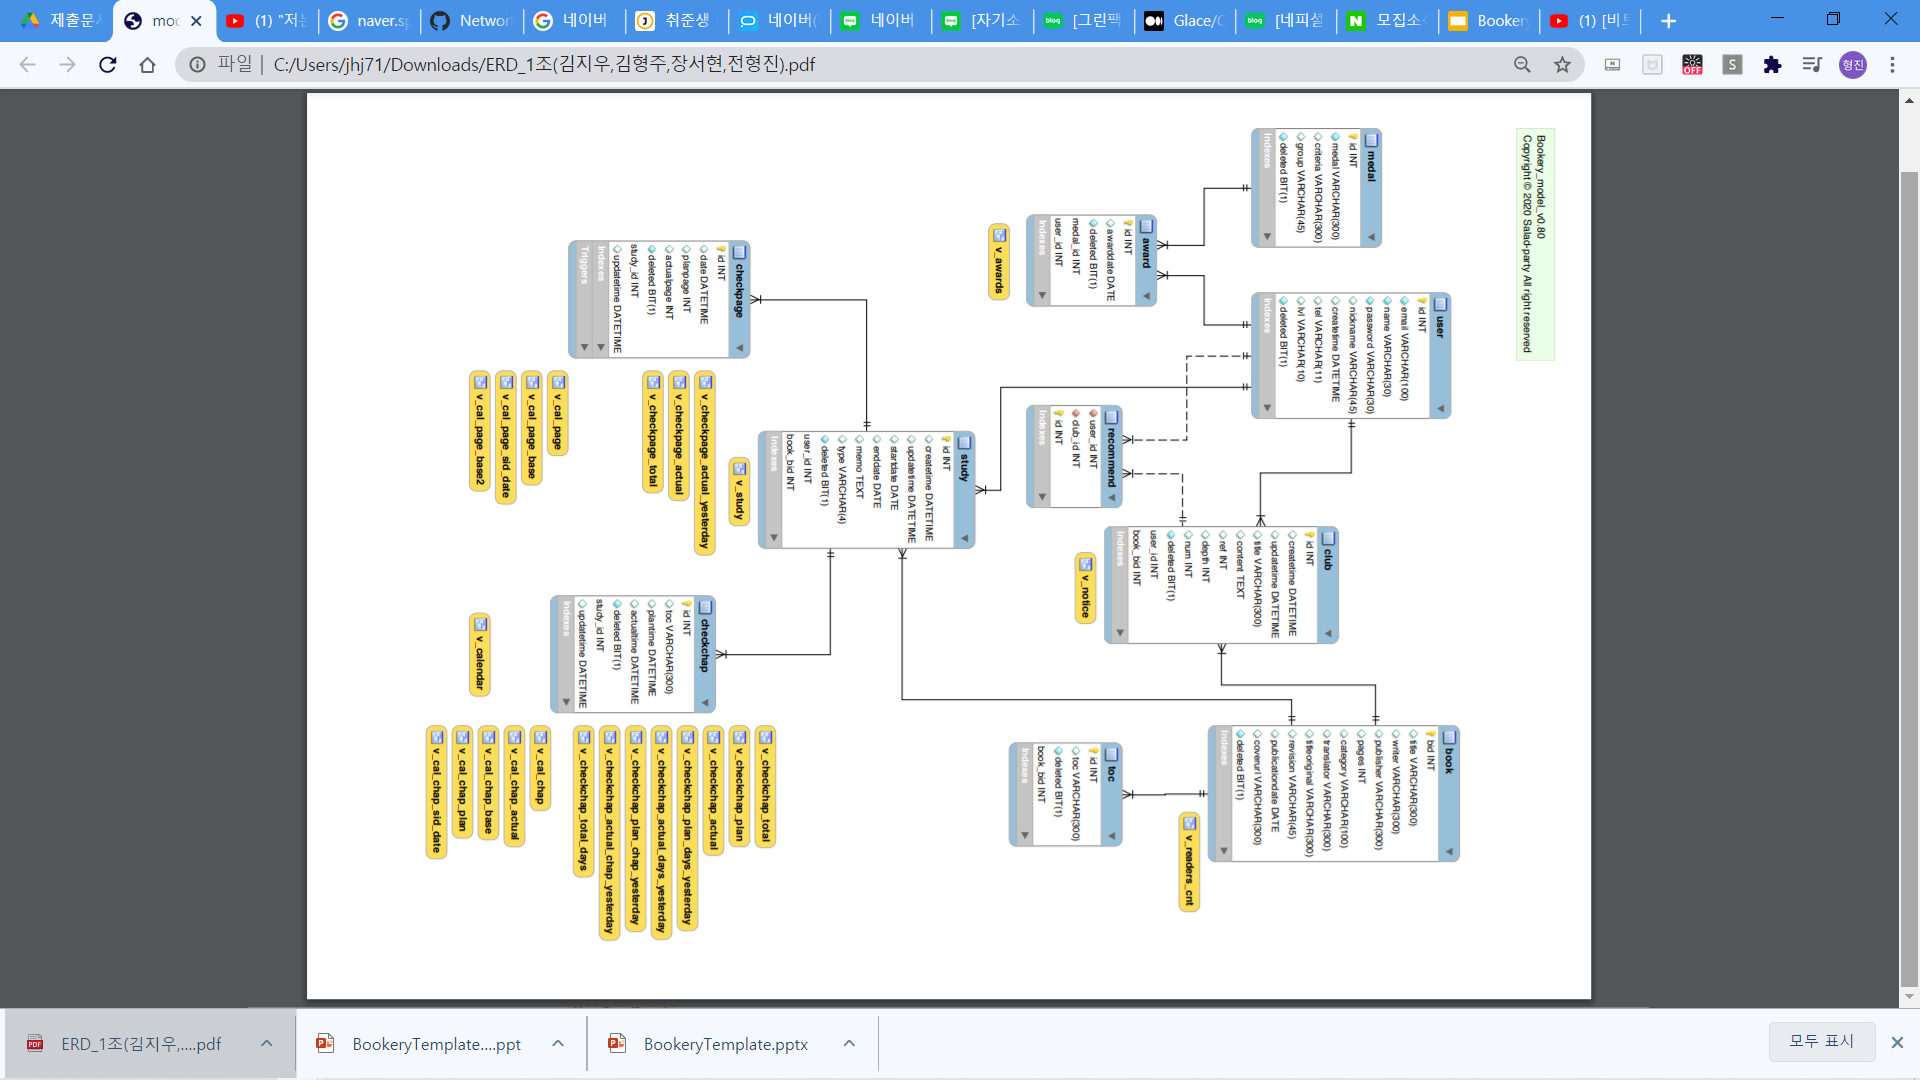 제출문서
moc
(1) "저는
naver.sp
Networ
네이버
취준생
네이버(
네이버
[자기소
[그린팩
Glace/C
[네피셜
모집소식
Booker
(1) [비트
파일
C:/Users/jhj71/Downloads/ERD_1조(김지우,김형주,장서현,전형진).pdf
OFF
S
형진
Bookery_model_v0.80
Copyright © 2020 Salad-party All right reserved
medal
id INT
medal VARCHAR(300)
criteria VARCHAR(300)
group VARCHAR(45)
deleted BIT(1)
Indexes
user
id INT
email VARCHAR(100)
name VARCHAR(30)
password VARCHAR(30)
nickname VARCHAR(45)
createtime DATETIME
tel VARCHAR(11)
lvl VARCHAR(10)
deleted BIT(1)
Indexes
award
id INT
awarddate DATE
deleted BIT(1)
medal_id INT
user_id INT
Indexes
v_awards
recommend
user_id INT
club_id INT
id INT
Indexes
club
id INT
createtime DATETIME
updatetime DATETIME
title VARCHAR(300)
content TEXT
ref INT
depth INT
num INT
deleted BIT(1)
user_id INT
book_bid INT
Indexes
v_notice
book
bid INT
title VARCHAR(300)
writer VARCHAR(300)
publisher VARCHAR(300)
pages INT
category VARCHAR(100)
translator VARCHAR(300)
titleoriginal VARCHAR(300)
revision VARCHAR(45)
publicationdate DATE
coverurl VARCHAR(300)
deleted BIT(1)
Indexes
v_readers_cnt
toc
id INT
toc VARCHAR(300)
deleted BIT(1)
book_bid INT
Indexes
study
id INT
createtime DATETIME
updatetime DATETIME
startdate DATE
enddate DATE
memo TEXT
type VARCHAR(4)
deleted BIT(1)
user_id INT
book_bid INT
Indexes
v_study
checkpage
id INT
date DATETIME
planpage INT
actualpage INT
deleted BIT(1)
study_id INT
updatetime DATETIME
Indexes
Triggers
v_checkpage_actual_yesterday
v_checkpage_actual
v_checkpage_total
v_cal_page
v_cal_page_base
v_cal_page_sid_date
v_cal_page_base2
checkchap
id INT
toc VARCHAR(300)
plantime DATETIME
actualtime DATETIME
deleted BIT(1)
study_id INT
updatetime DATETIME
Indexes
v_calendar
v_checkchap_total
v_checkchap_plan
v_checkchap_actual
v_checkchap_plan_days_yesterday
v_checkchap_actual_days_yesterday
v_checkchap_plan_chap_yesterday
v_checkchap_actual_chap_yesterday
v_checkchap_total_days
v_cal_chap
v_cal_chap_actual
v_cal_chap_base
v_cal_chap_plan
v_cal_chap_sid_date
ERD_1조(김지우,....pdf
BookeryTemplate....ppt
BookeryTemplate.pptx
모두 표시